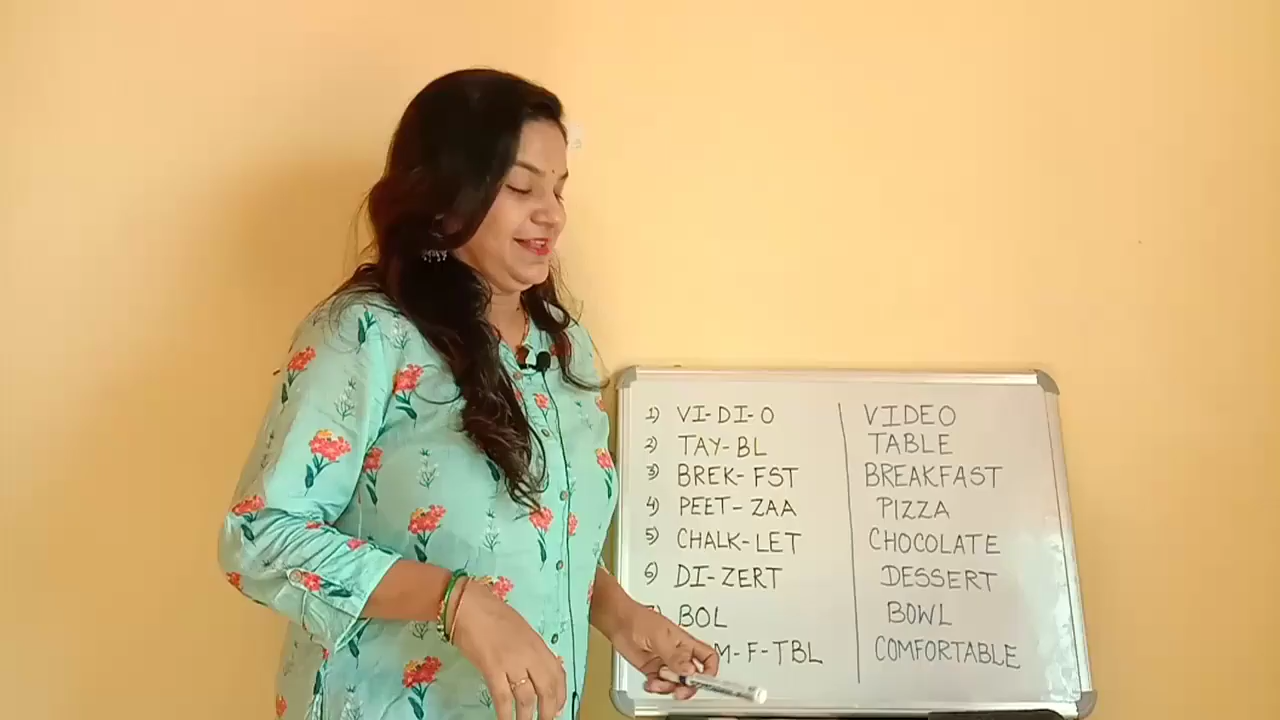 1) VI-DI-O VIDEO
2) TAY-BL TABLE
3) BREK-FST BREAKFAST
4) PEET-ZAA PIZZA
5) CHALK-LET CHOCOLATE
6) DI-ZERT DESSERT
BOL BOWL
M-F-TBL COMFORTABLE